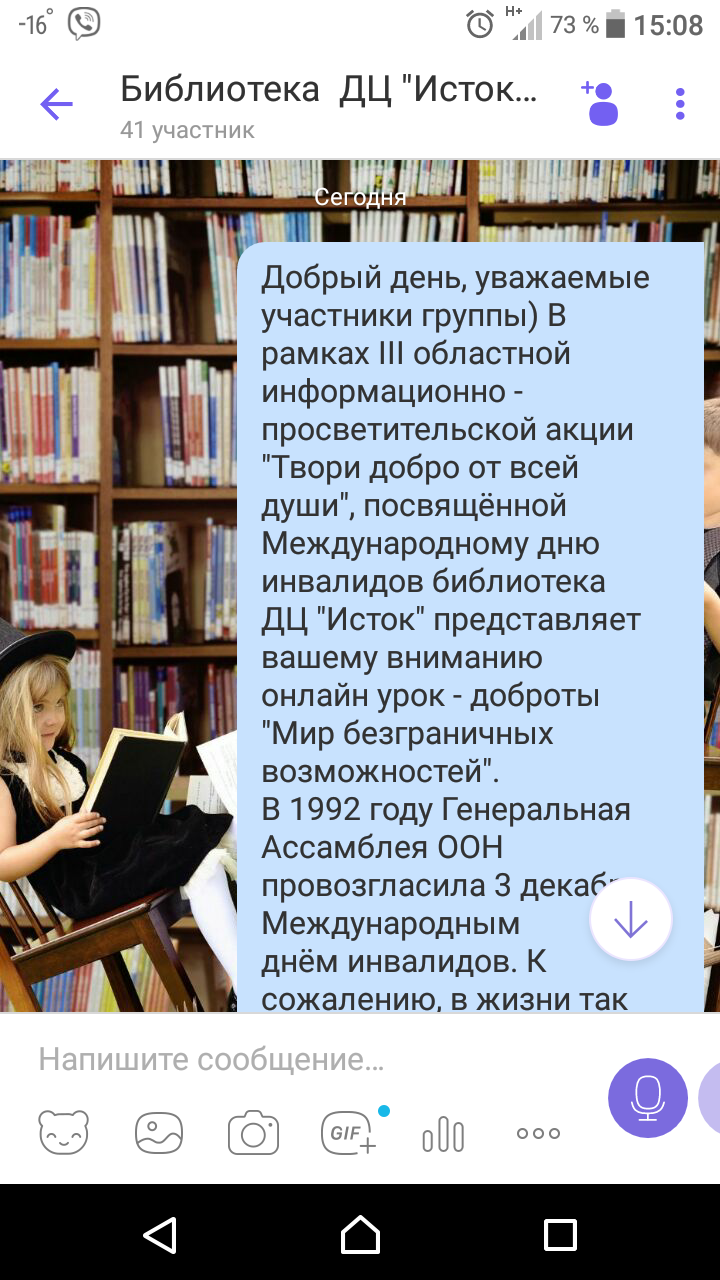 -16°
H+
73 %
15:08
Библиотека ДЦ "Исток...
41 участник
Сегодня
Добрый день, уважаемые
участники группы) В
рамках III областной
информационно -
просветительской акции
"Твори добро от всей
души", посвящённой
Международному дню
инвалидов библиотека
ДЦ "Исток" представляет
вашему вниманию
онлайн урок - доброты
"Мир безграничных
возможностей".
В 1992 году Генеральная
Ассамблея ООН
провозгласила 3
Международным
днём инвалидов. К
сожалению, в жизни так
Напишите сообщение...
GIF